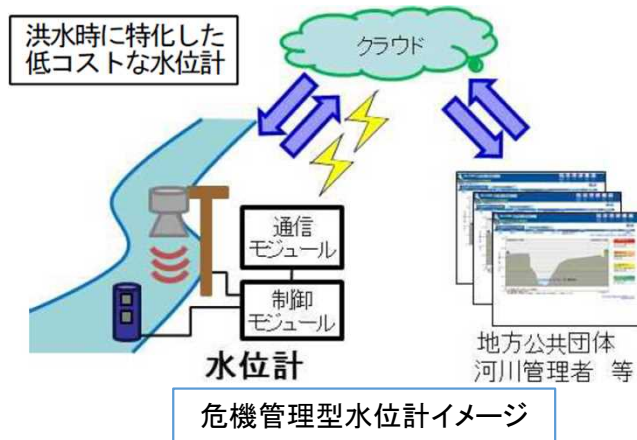 洪水時に特化した
低コストな水位計
クラウド
通信
モジュール
制御
モジュール
水位計
地方公共団体
河川管理者 等
危機管理型水位計イメージ